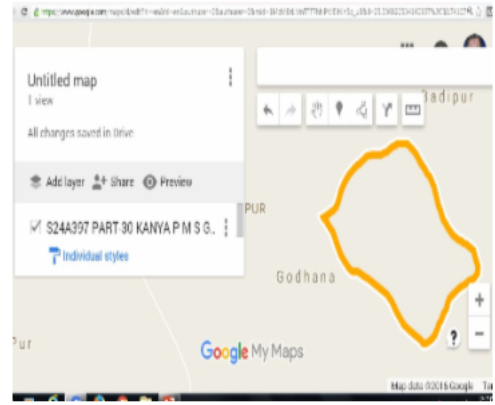 Untitled map
1 view
All changes saved in Drive
Add layer Share Preview
S24A397 PART-30 KANYA P M S G..
Individual styles
Badipur
PUR
Godhana
Pur
Google My Maps
Map data ©2016 Google